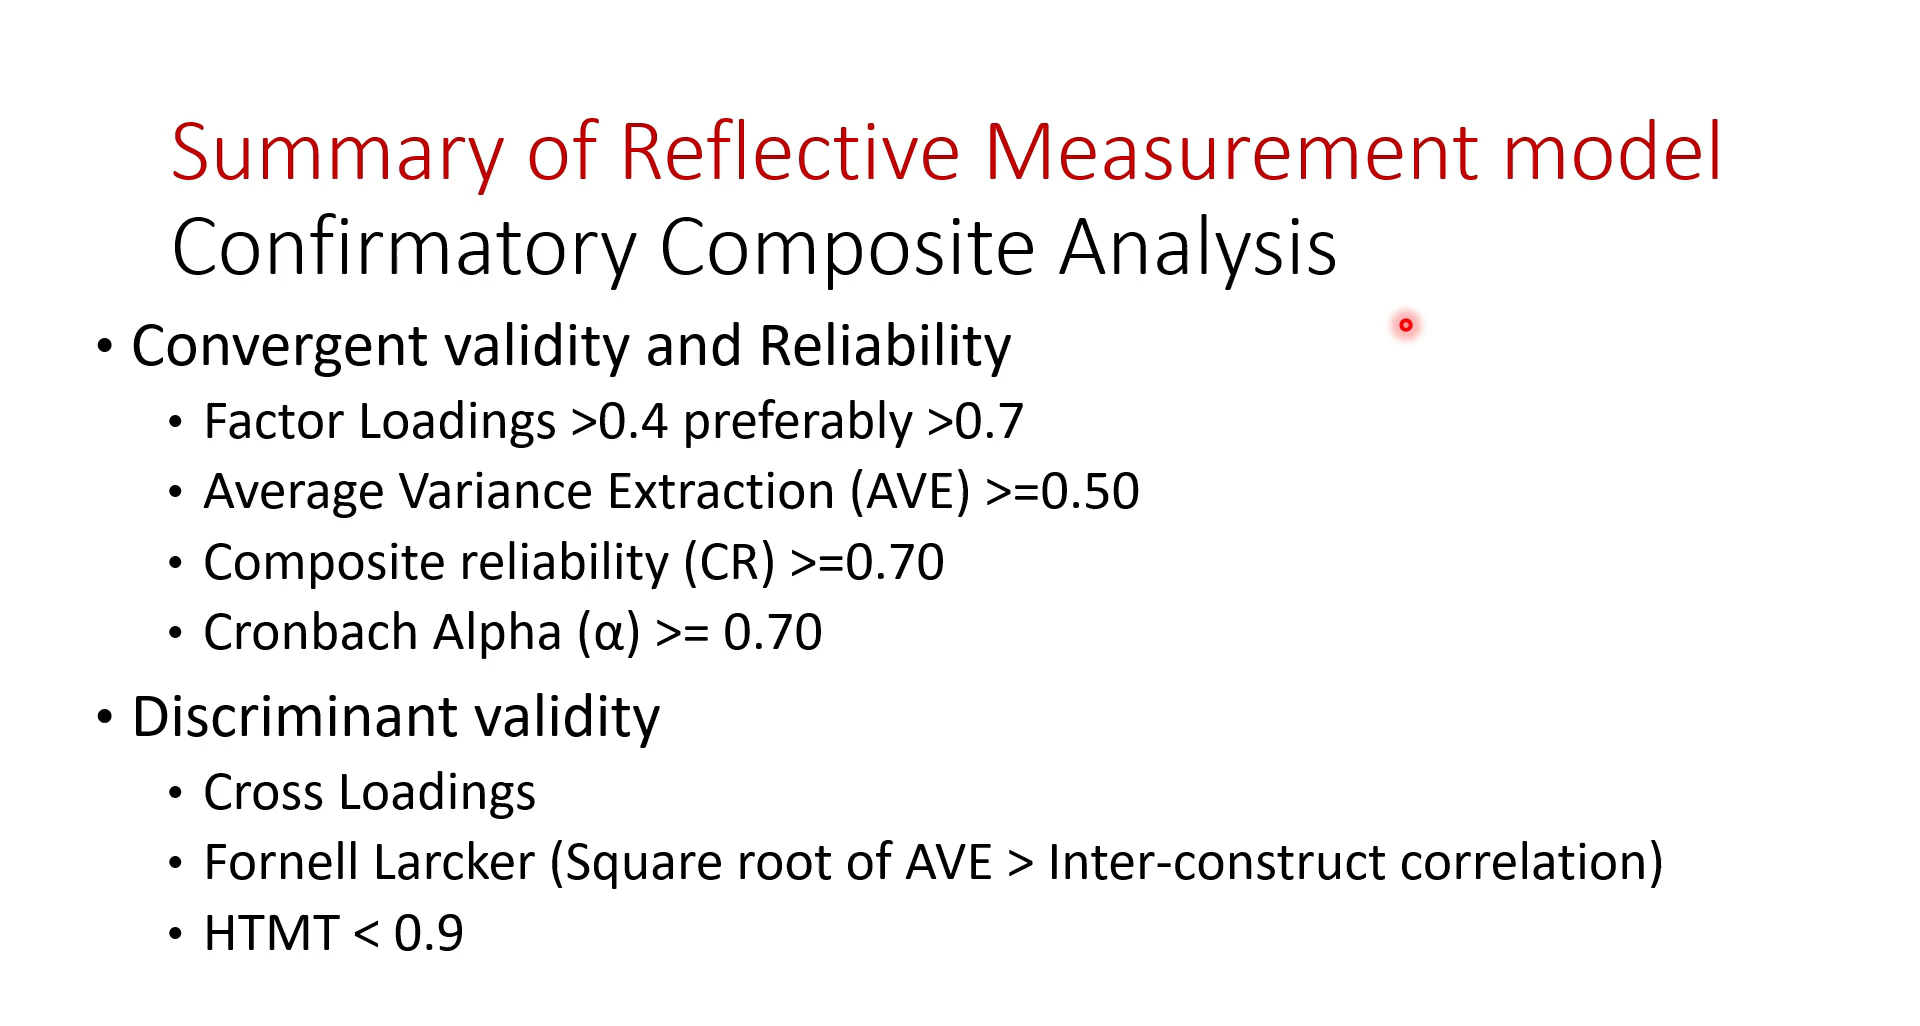 Summary of Reflective Measurement model
Confirmatory Composite Analysis
• Convergent validity and Reliability
• Factor Loadings >0.4 preferably >0.7
• Average Variance Extraction (AVE) >=0.50
• Composite reliability (CR) >=0.70
• Cronbach Alpha (α) >= 0.70
• Discriminant validity
• Cross Loadings
• Fornell Larcker (Square root of AVE > Inter-construct correlation)
• HTMT < 0.9